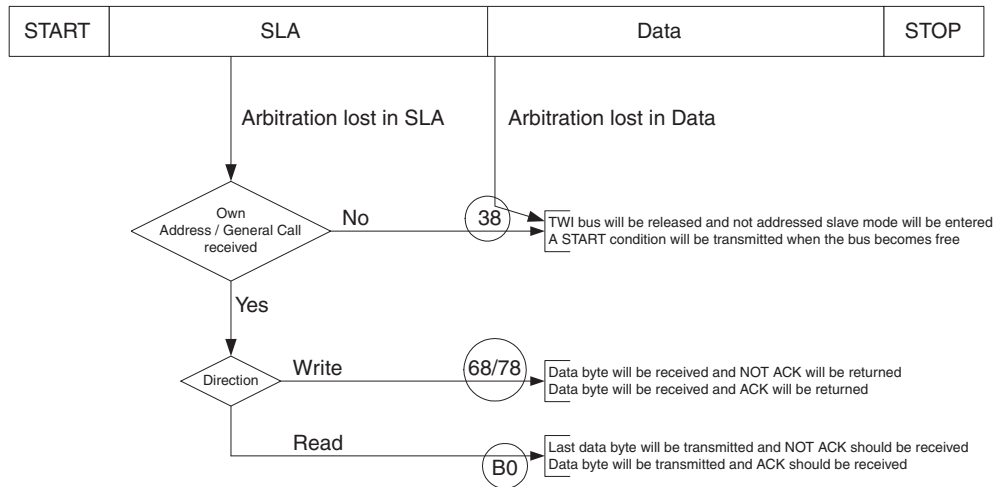 START SLA Data STOP
Arbitration lost in SLA Arbitration lost in Data
Own
Address / General Call
received
No
38
TWI bus will be released and not addressed slave mode will be entered
A START condition will be transmitted when the bus becomes free
Yes
Direction
Write
68/78
Data byte will be received and NOT ACK will be returned
Data byte will be received and ACK will be returned
Read
B0
Last data byte will be transmitted and NOT ACK should be received
Data byte will be transmitted and ACK should be received